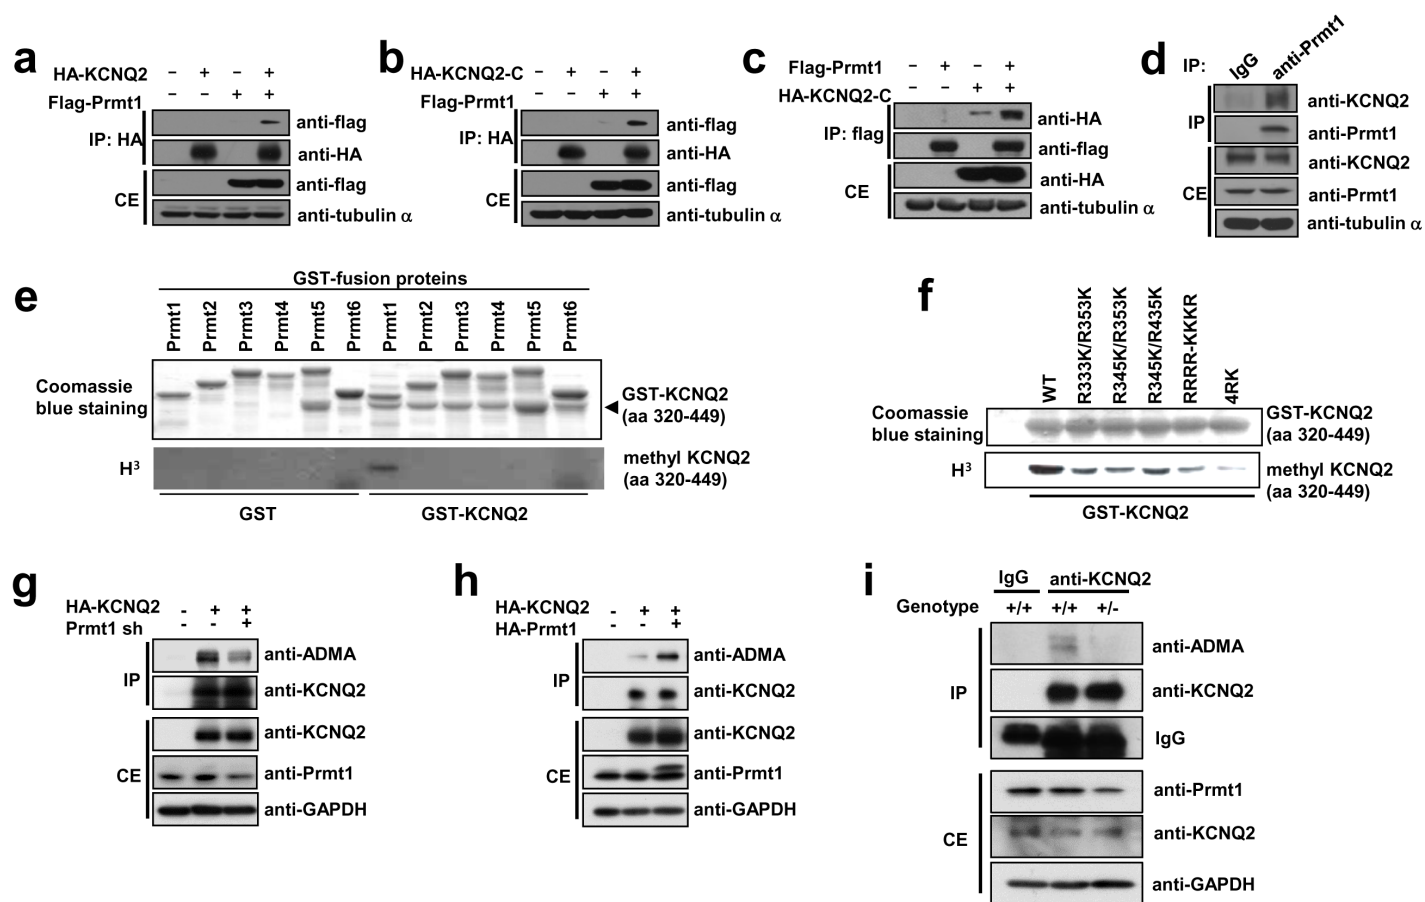 a
HA-KCNQ2 – + – +
Flag-Prmt1 – – + +
IP: HA
anti-flag
anti-HA
CE
anti-flag
anti-tubulin α
b
HA-KCNQ2-C – + – +
Flag-Prmt1 – – + +
IP: HA
anti-flag
anti-HA
CE
anti-flag
anti-tubulin α
c
Flag-Prmt1 – + – +
HA-KCNQ2-C – – + +
IP: flag
anti-HA
anti-flag
CE
anti-HA
anti-tubulin α
d
IP: IgG anti-Prmt1
IP
anti-KCNQ2
anti-Prmt1
CE
anti-KCNQ2
anti-Prmt1
anti-tubulin α
e
GST-fusion proteins
Prmt1 Prmt2 Prmt3 Prmt4 Prmt5 Prmt6 Prmt1 Prmt2 Prmt3 Prmt4 Prmt5 Prmt6
Coomassie
blue staining
GST-KCNQ2
(aa 320-449)
H³
methyl KCNQ2
(aa 320-449)
GST GST-KCNQ2
f
WT R333K/R353K R345K/R353K R345K/R435K RRRR-KKKR 4RK
Coomassie
blue staining
GST-KCNQ2
(aa 320-449)
H³
methyl KCNQ2
(aa 320-449)
GST-KCNQ2
g
HA-KCNQ2 - + +
Prmt1 sh - - +
IP
anti-ADMA
anti-KCNQ2
CE
anti-KCNQ2
anti-Prmt1
anti-GAPDH
h
HA-KCNQ2 - + +
HA-Prmt1 - - +
IP
anti-ADMA
anti-KCNQ2
CE
anti-KCNQ2
anti-Prmt1
anti-GAPDH
i
IgG anti-KCNQ2
Genotype +/+ +/+ +/-
IP
anti-ADMA
anti-KCNQ2
IgG
CE
anti-Prmt1
anti-KCNQ2
anti-GAPDH